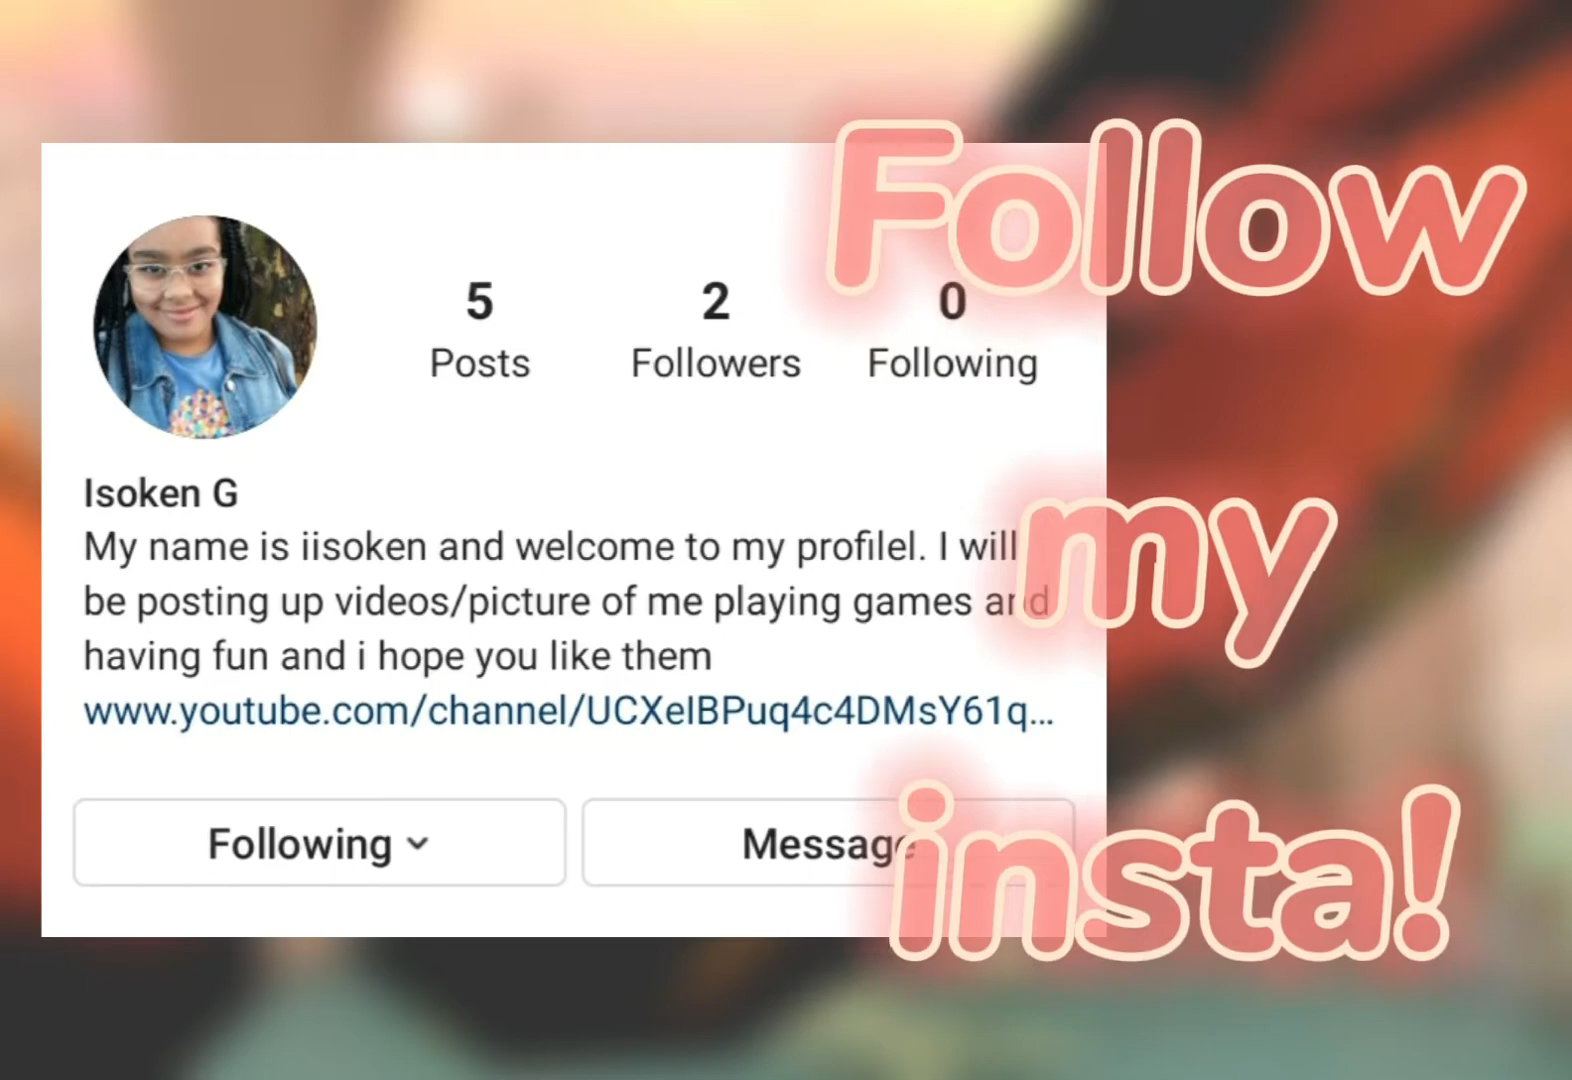 Follow
5 2 0
Posts Followers Following
Isoken G
My name is iisoken and welcome to my profilel. I will
be posting up videos/picture of me playing games and
having fun and i hope you like them
www.youtube.com/channel/UCXeIBPuq4c4DMsY61q...
my
Following Message
insta!